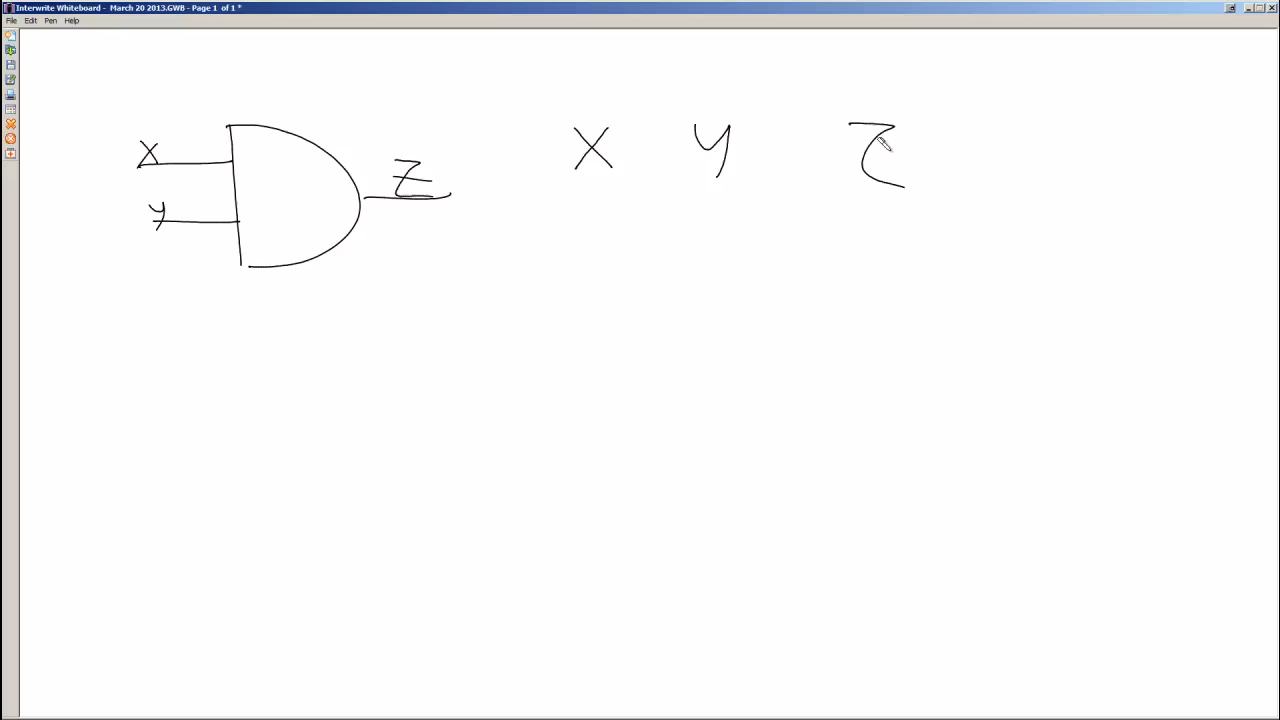 Interwrite Whiteboard - March 20 2013.GWB - Page 1 of 1 *
File Edit Pen Help
X Y Z
X
Y
Z